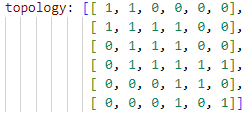 topology: [[ 1, 1, 0, 0, 0, 0],
[ 1, 1, 1, 1, 0, 0],
[ 0, 1, 1, 1, 0, 0],
[ 0, 1, 1, 1, 1, 1],
[ 0, 0, 0, 1, 1, 0],
[ 0, 0, 0, 1, 0, 1]]